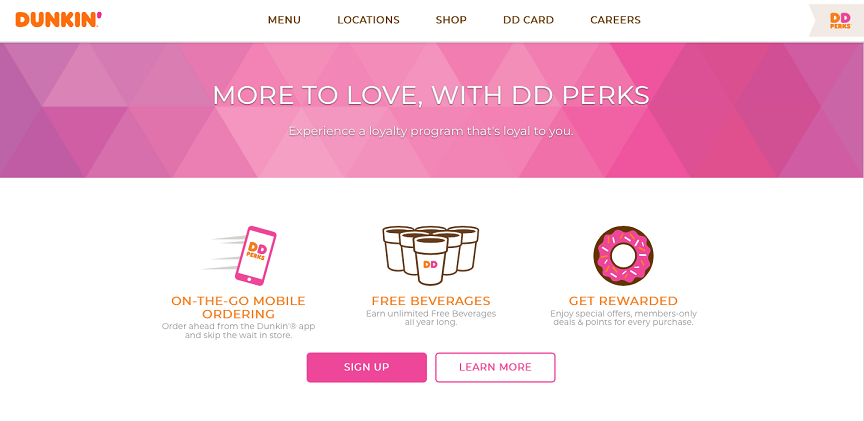 DUNKIN'
MENU LOCATIONS SHOP DD CARD CAREERS
DD
PERKS
MORE TO LOVE, WITH DD PERKS
Experience a loyalty program that's loyal to you.
DD
PERKS
DD
ON-THE-GO MOBILE
ORDERING
Order ahead from the Dunkin'® app
and skip the wait in store.
FREE BEVERAGES
Earn unlimited Free Beverages
all year long.
GET REWARDED
Enjoy special offers, members-only
deals & points for every purchase.
SIGN UP
LEARN MORE